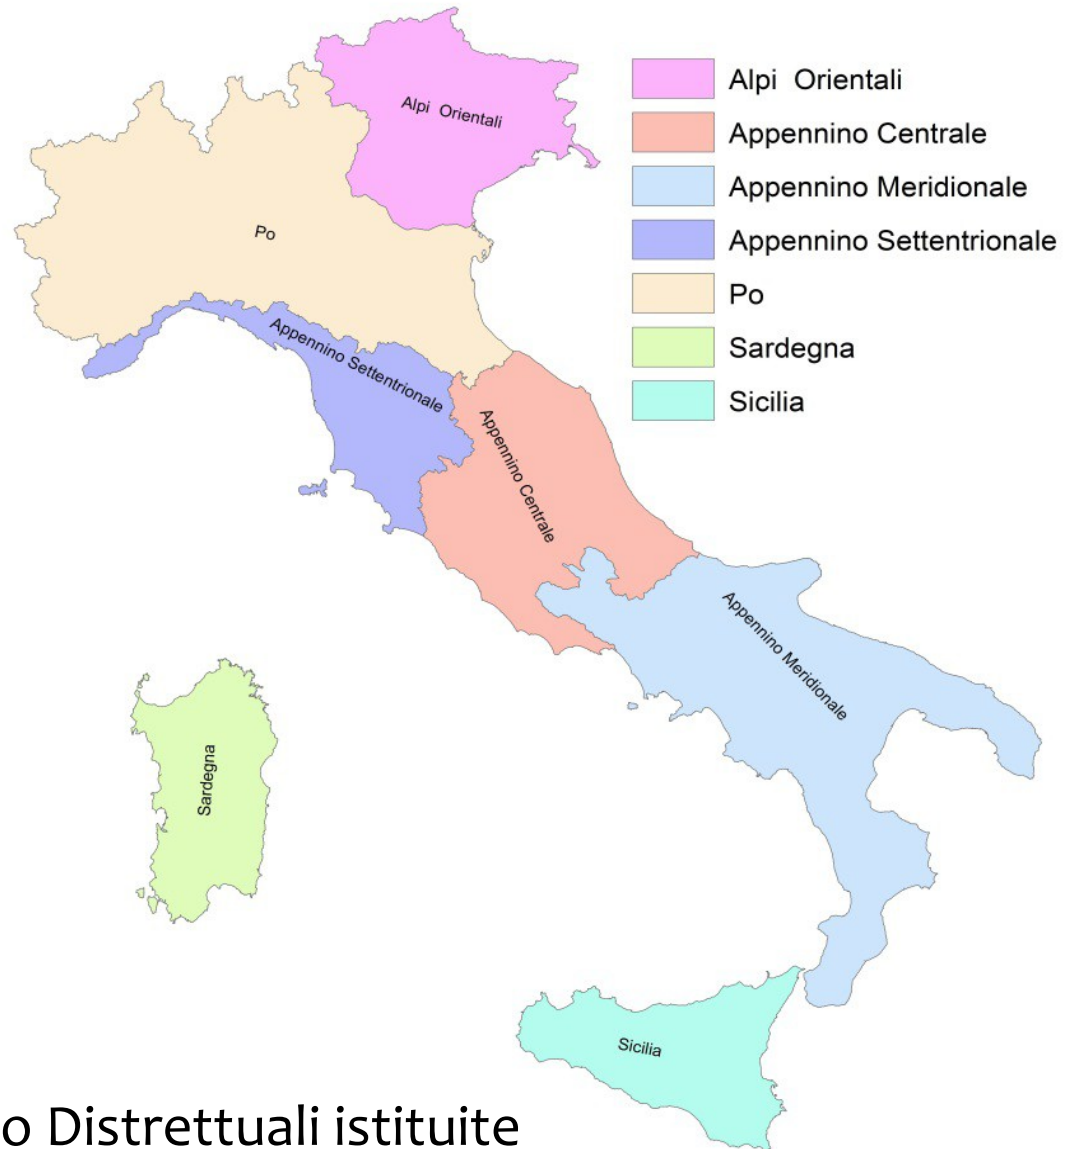 Alpi Orientali
Po
Appennino Settentrionale
Appennino Centrale
Appennino Meridionale
Sardegna
Sicilia
Alpi Orientali
Appennino Centrale
Appennino Meridionale
Appennino Settentrionale
Po
Sardegna
Sicilia
o Distrettuali istituite